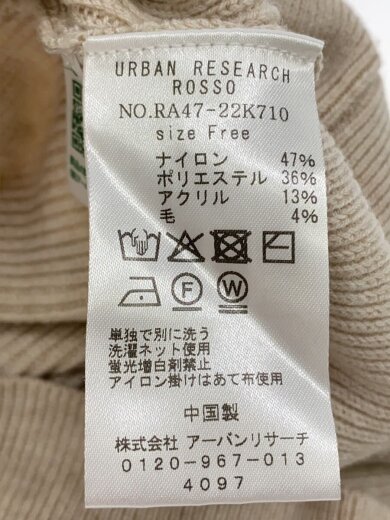 URBAN RESEARCH
ROSSO
NO.RA47-22K710
size Free
ナイロン 47%
ポリエステル 36%
アクリル 13%
毛 4%
F W
単独で別に洗う
洗濯ネット使用
蛍光増白剤禁止
アイロン掛けはあて布使用
中国製
株式会社 アーバンリサーチ
0120-967-013
4097